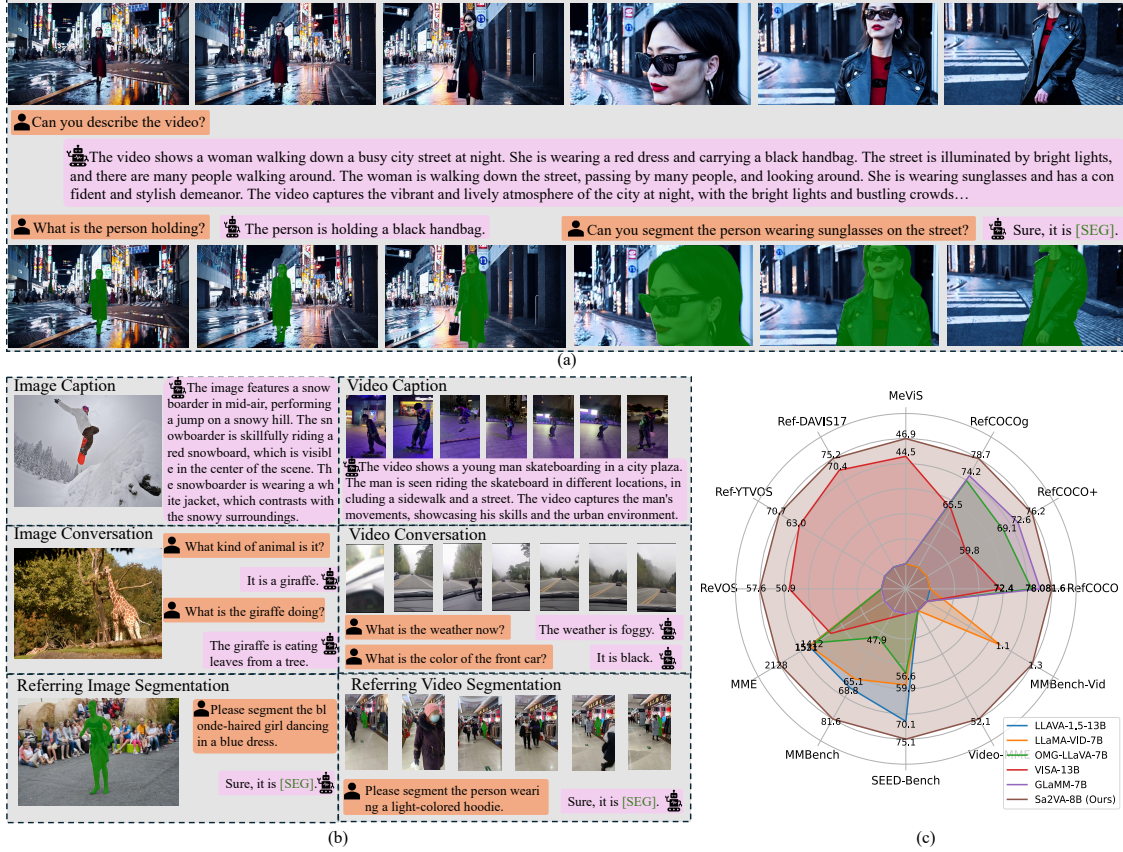 Can you describe the video?
The video shows a woman walking down a busy city street at night. She is wearing a red dress and carrying a black handbag. The street is illuminated by bright lights,
and there are many people walking around. The woman is walking down the street, passing by many people, and looking around. She is wearing sunglasses and has a con
fident and stylish demeanor. The video captures the vibrant and lively atmosphere of the city at night, with the bright lights and bustling crowds…
What is the person holding?
The person is holding a black handbag.
Can you segment the person wearing sunglasses on the street?
Sure, it is [SEG].
(a)
Image Caption
The image features a snow
boarder in mid-air, performing
a jump on a snowy hill. The sn
owboarder is skillfully riding a
red snowboard, which is visibl
e in the center of the scene. Th
e snowboarder is wearing a wh
ite jacket, which contrasts with
the snowy surroundings.
Video Caption
The video shows a young man skateboarding in a city plaza.
The man is seen riding the skateboard in different locations, in
cluding a sidewalk and a street. The video captures the man's
movements, showcasing his skills and the urban environment.
Image Conversation
What kind of animal is it?
It is a giraffe.
What is the giraffe doing?
The giraffe is eating
leaves from a tree.
Video Conversation
What is the weather now?
The weather is foggy.
What is the color of the front car?
It is black.
Referring Image Segmentation
Please segment the bl
onde-haired girl dancing
in a blue dress.
Sure, it is [SEG].
Referring Video Segmentation
Please segment the person weari
ng a light-colored hoodie.
Sure, it is [SEG].
(b)
MeViS
46.9
44.5
Ref-DAVIS17
75.2
70.4
RefCOCOg
78.7
74.2
65.5
Ref-YTVOS
70.7
63.0
RefCOCO+
76.2
72.6
69.1
59.8
ReVOS
57.6
50.9
RefCOCO
72.4
78.0
81.6
MME
2128
1412
MMBench
81.6
68.8
65.1
47.9
SEED-Bench
75.1
70.1
59.9
56.6
Video-MME
52.1
MMBench-Vid
1.3
1.1
LLAVA-1.5-13B
LLaMA-VID-7B
OMG-LLaVA-7B
VISA-13B
GLaMM-7B
Sa2VA-8B (Ours)
(c)